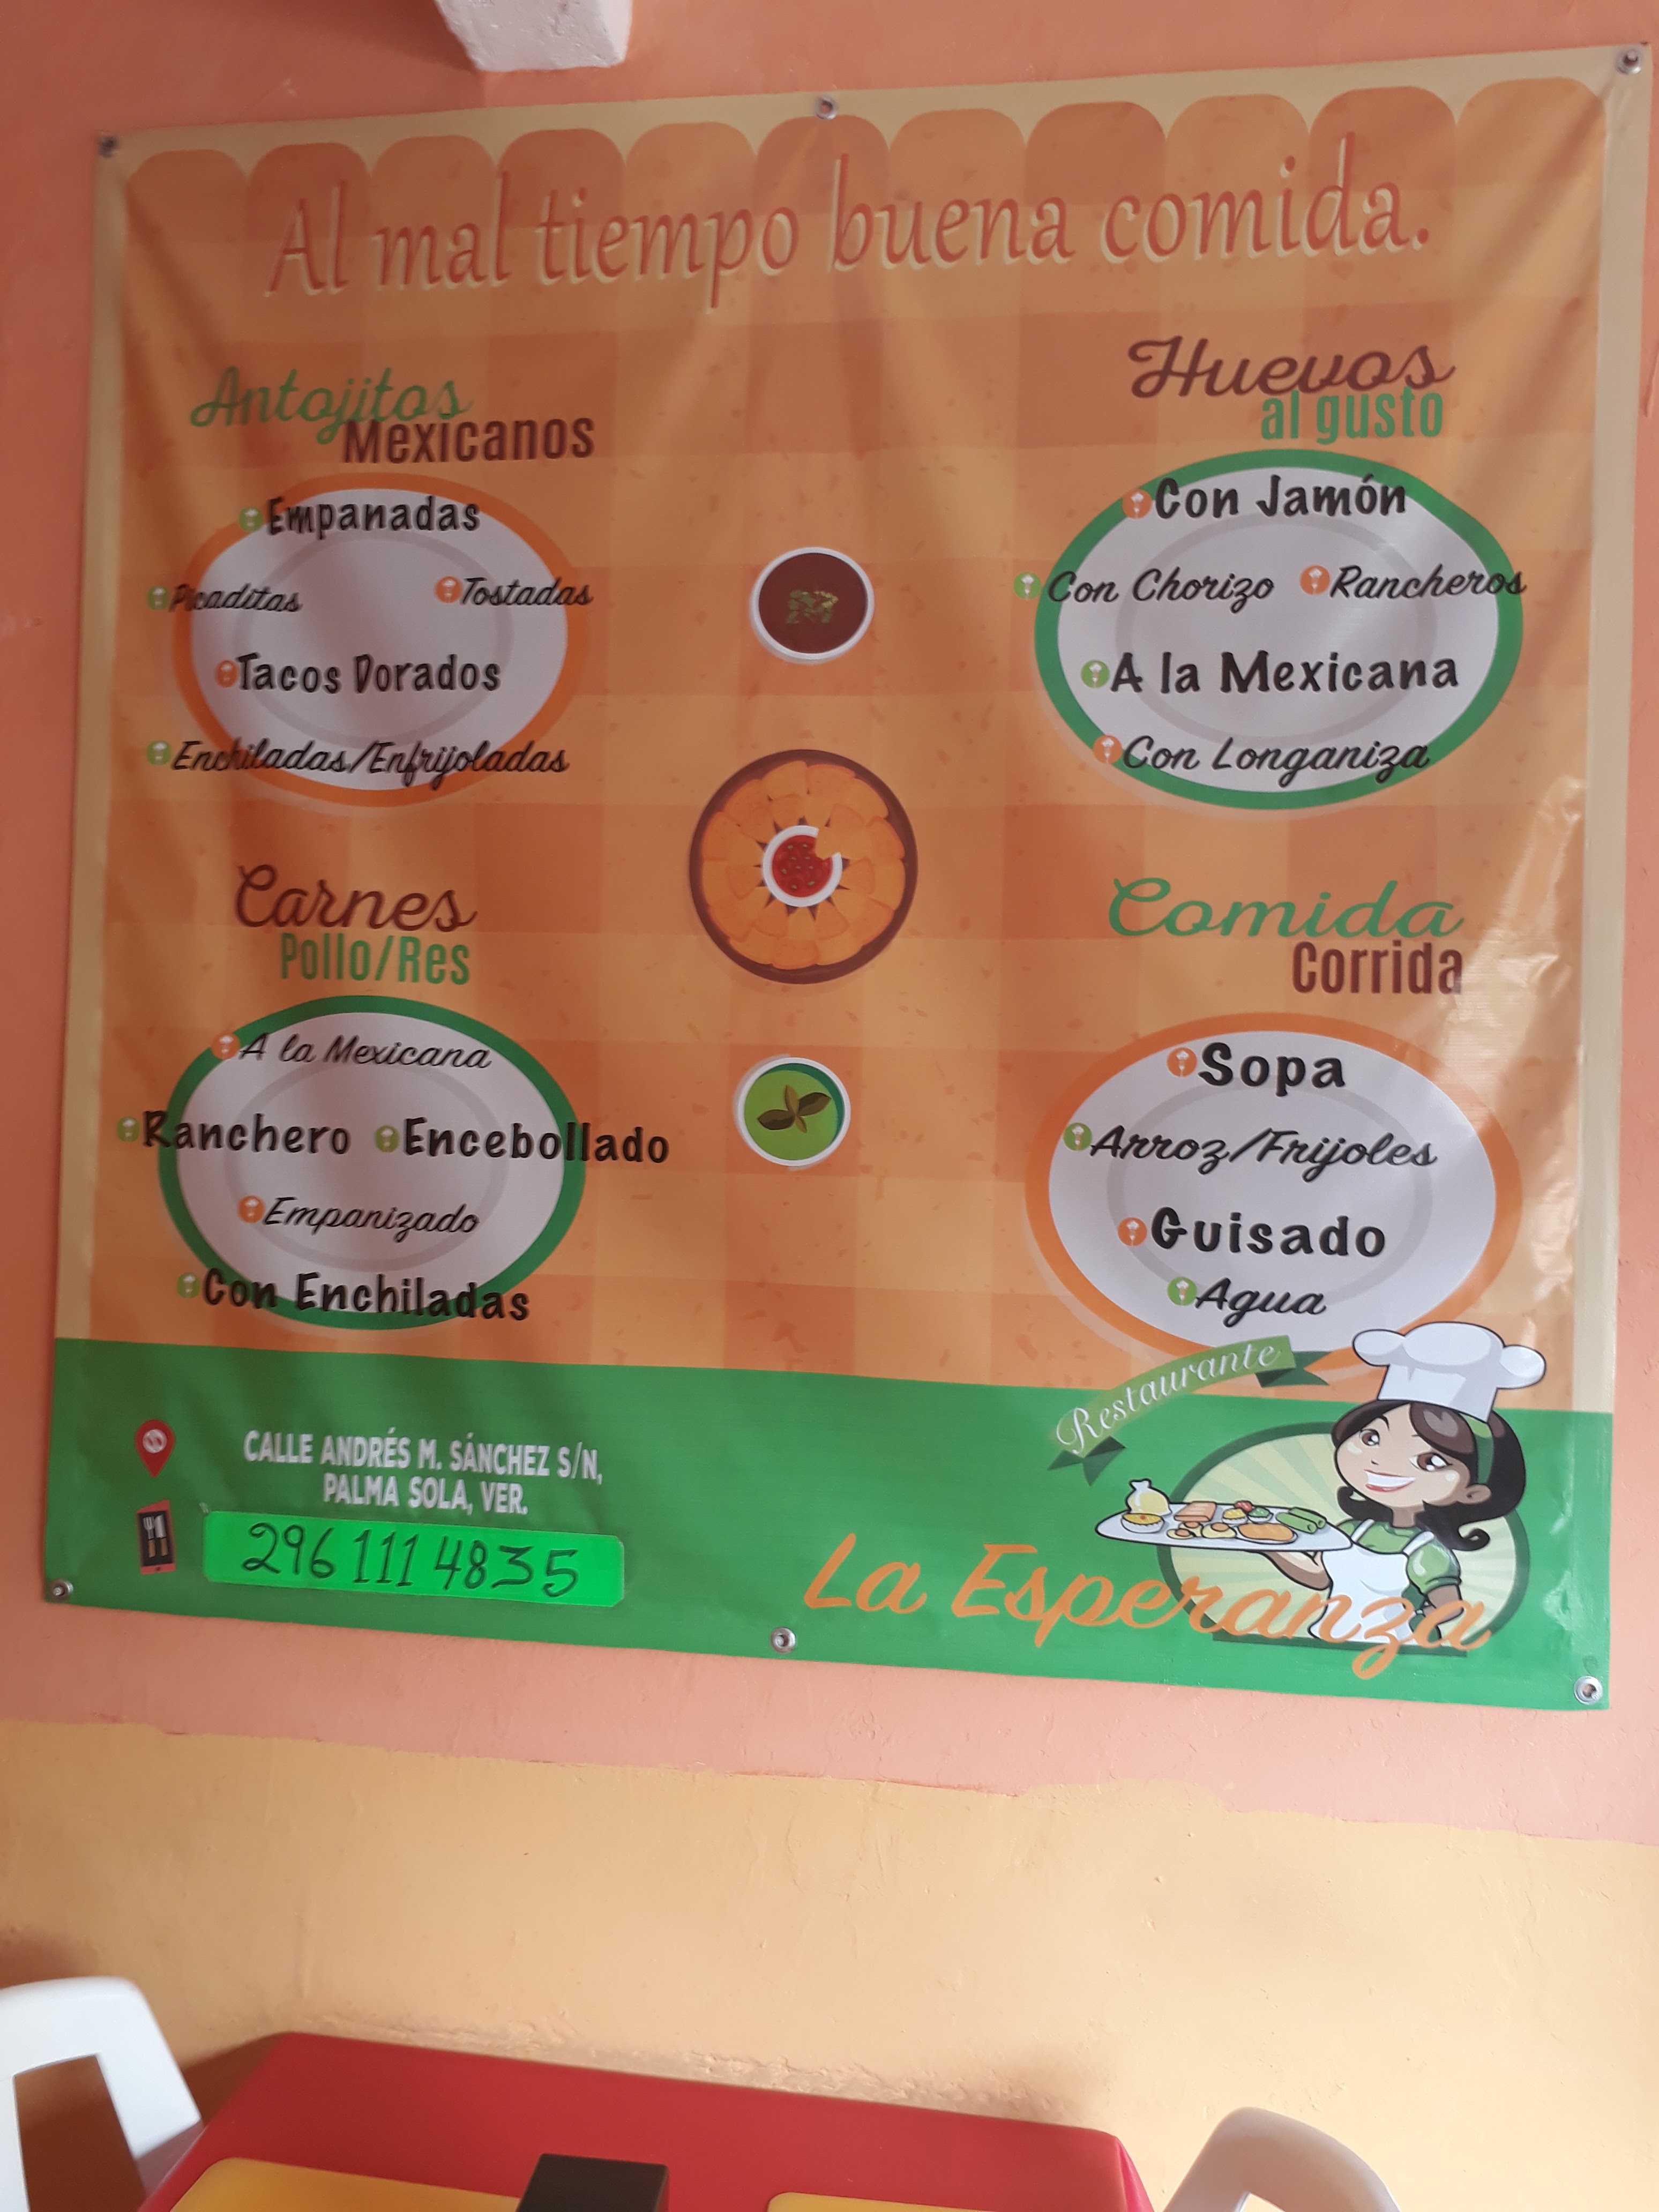 Al mal tiempo buena comida.
Antojitos
Mexicanos
Empanadas
Picaditas
Tostadas
Tacos Dorados
Enchiladas/Enfrijoladas
Huevos
al gusto
Con Jamón
Con Chorizo
Rancheros
A la Mexicana
Con Longaniza
Carnes
Pollo/Res
A la Mexicana
Ranchero
Encebollado
Empanizado
Con Enchiladas
Comida
Corrida
Sopa
Arroz/Frijoles
Guisado
Agua
CALLE ANDRÉS M. SÁNCHEZ S/N,
PALMA SOLA, VER.
296 111 4835
Restaurante
La Esperanza